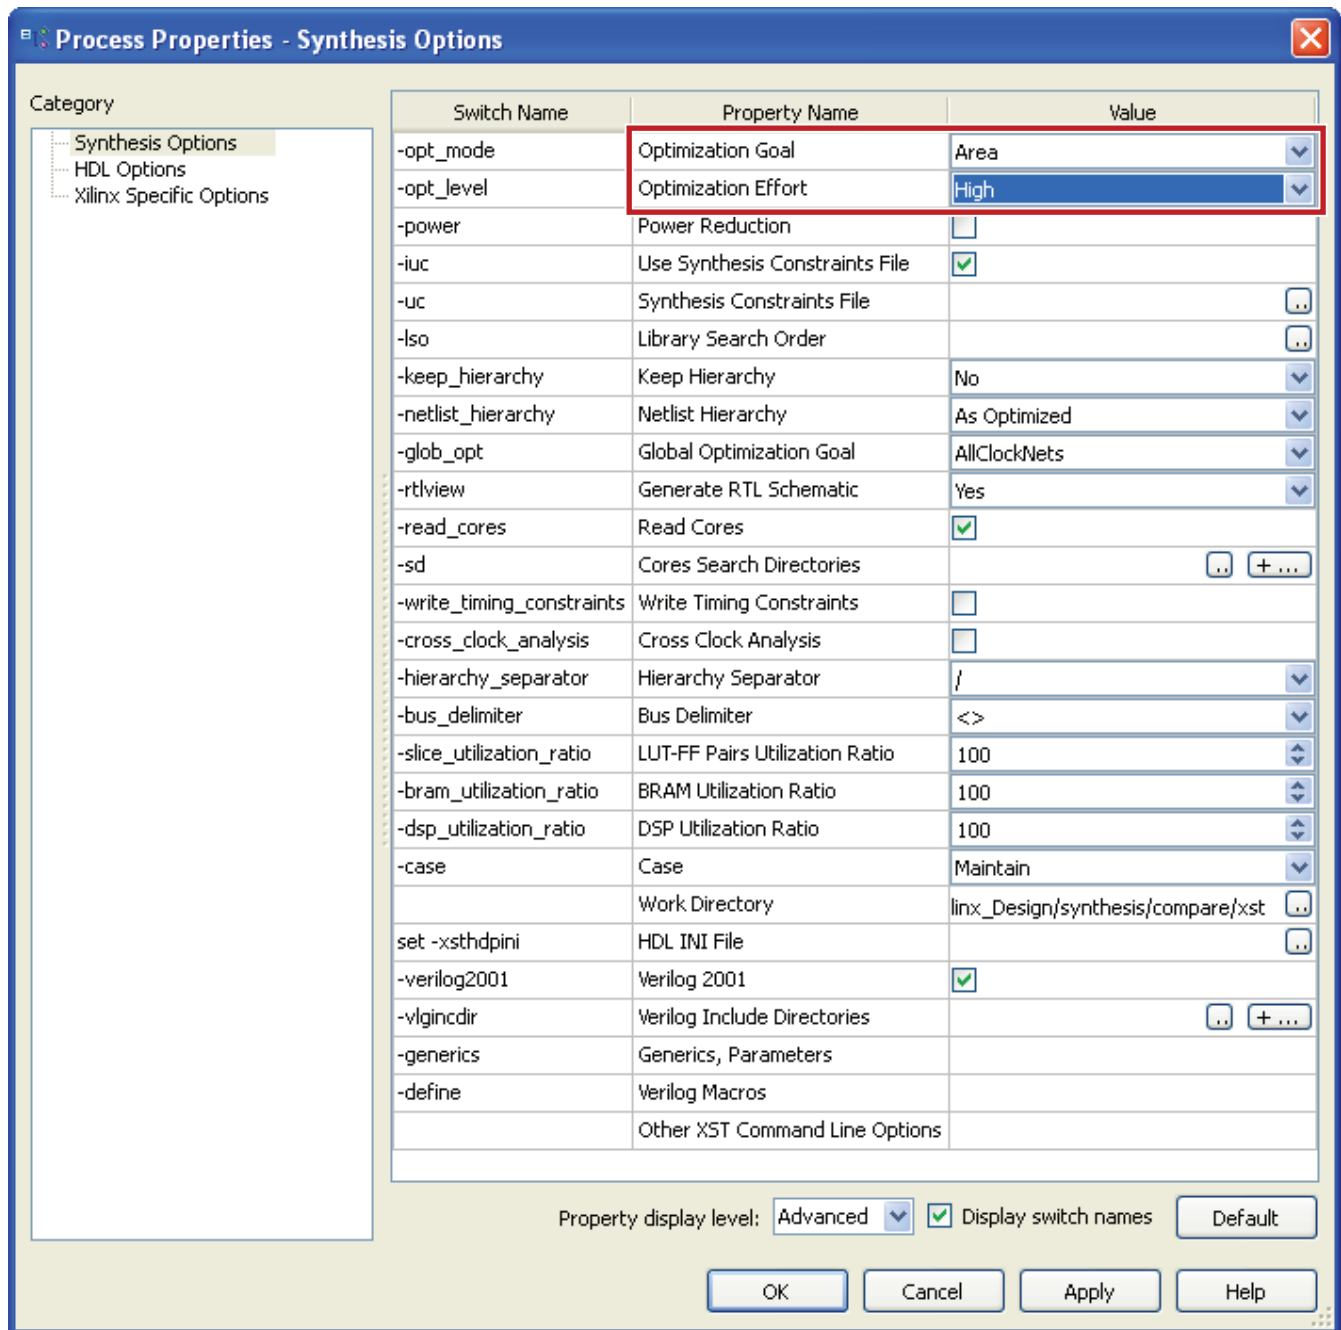 Process Properties - Synthesis Options
Category
Synthesis Options
HDL Options
Xilinx Specific Options
Switch Name Property Name Value
-opt_mode Optimization Goal Area
-opt_level Optimization Effort High
-power Power Reduction
-iuc Use Synthesis Constraints File
-uc Synthesis Constraints File ..
-lso Library Search Order ..
-keep_hierarchy Keep Hierarchy No
-netlist_hierarchy Netlist Hierarchy As Optimized
-glob_opt Global Optimization Goal AllClockNets
-rtlview Generate RTL Schematic Yes
-read_cores Read Cores
-sd Cores Search Directories .. + ...
-write_timing_constraints Write Timing Constraints
-cross_clock_analysis Cross Clock Analysis
-hierarchy_separator Hierarchy Separator /
-bus_delimiter Bus Delimiter <>
-slice_utilization_ratio LUT-FF Pairs Utilization Ratio 100
-bram_utilization_ratio BRAM Utilization Ratio 100
-dsp_utilization_ratio DSP Utilization Ratio 100
-case Case Maintain
Work Directory linx_Design/synthesis/compare/xst ..
set -xsthdpini HDL INI File ..
-verilog2001 Verilog 2001
-vlgincdir Verilog Include Directories .. + ...
-generics Generics, Parameters
-define Verilog Macros
Other XST Command Line Options
Property display level: Advanced Display switch names Default
OK Cancel Apply Help